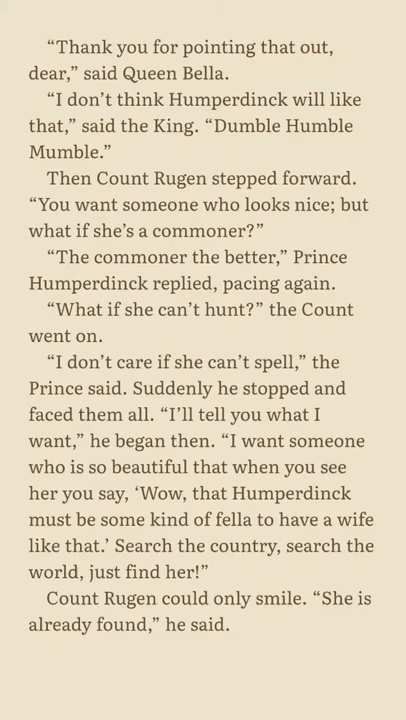 “Thank you for pointing that out,
dear,” said Queen Bella.
“I don’t think Humperdinck will like
that,” said the King. “Dumble Humble
Mumble.”
Then Count Rugen stepped forward.
“You want someone who looks nice; but
what if she’s a commoner?”
“The commoner the better,” Prince
Humperdinck replied, pacing again.
“What if she can’t hunt?” the Count
went on.
“I don’t care if she can’t spell,” the
Prince said. Suddenly he stopped and
faced them all. “I’ll tell you what I
want,” he began then. “I want someone
who is so beautiful that when you see
her you say, ‘Wow, that Humperdinck
must be some kind of fella to have a wife
like that.’ Search the country, search the
world, just find her!”
Count Rugen could only smile. “She is
already found,” he said.